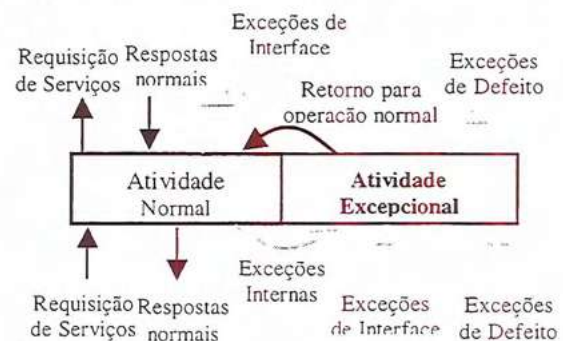 Exceções de
Interface
Requisição
de Serviços
Respostas
normais
Exceções
de Defeito
Retorno para
operação normal
Atividade
Normal
Atividade
Excepcional
Exceções
Internas
Requisição
de Serviços
Respostas
normais
Exceções
de Interface
Exceções
de Defeito